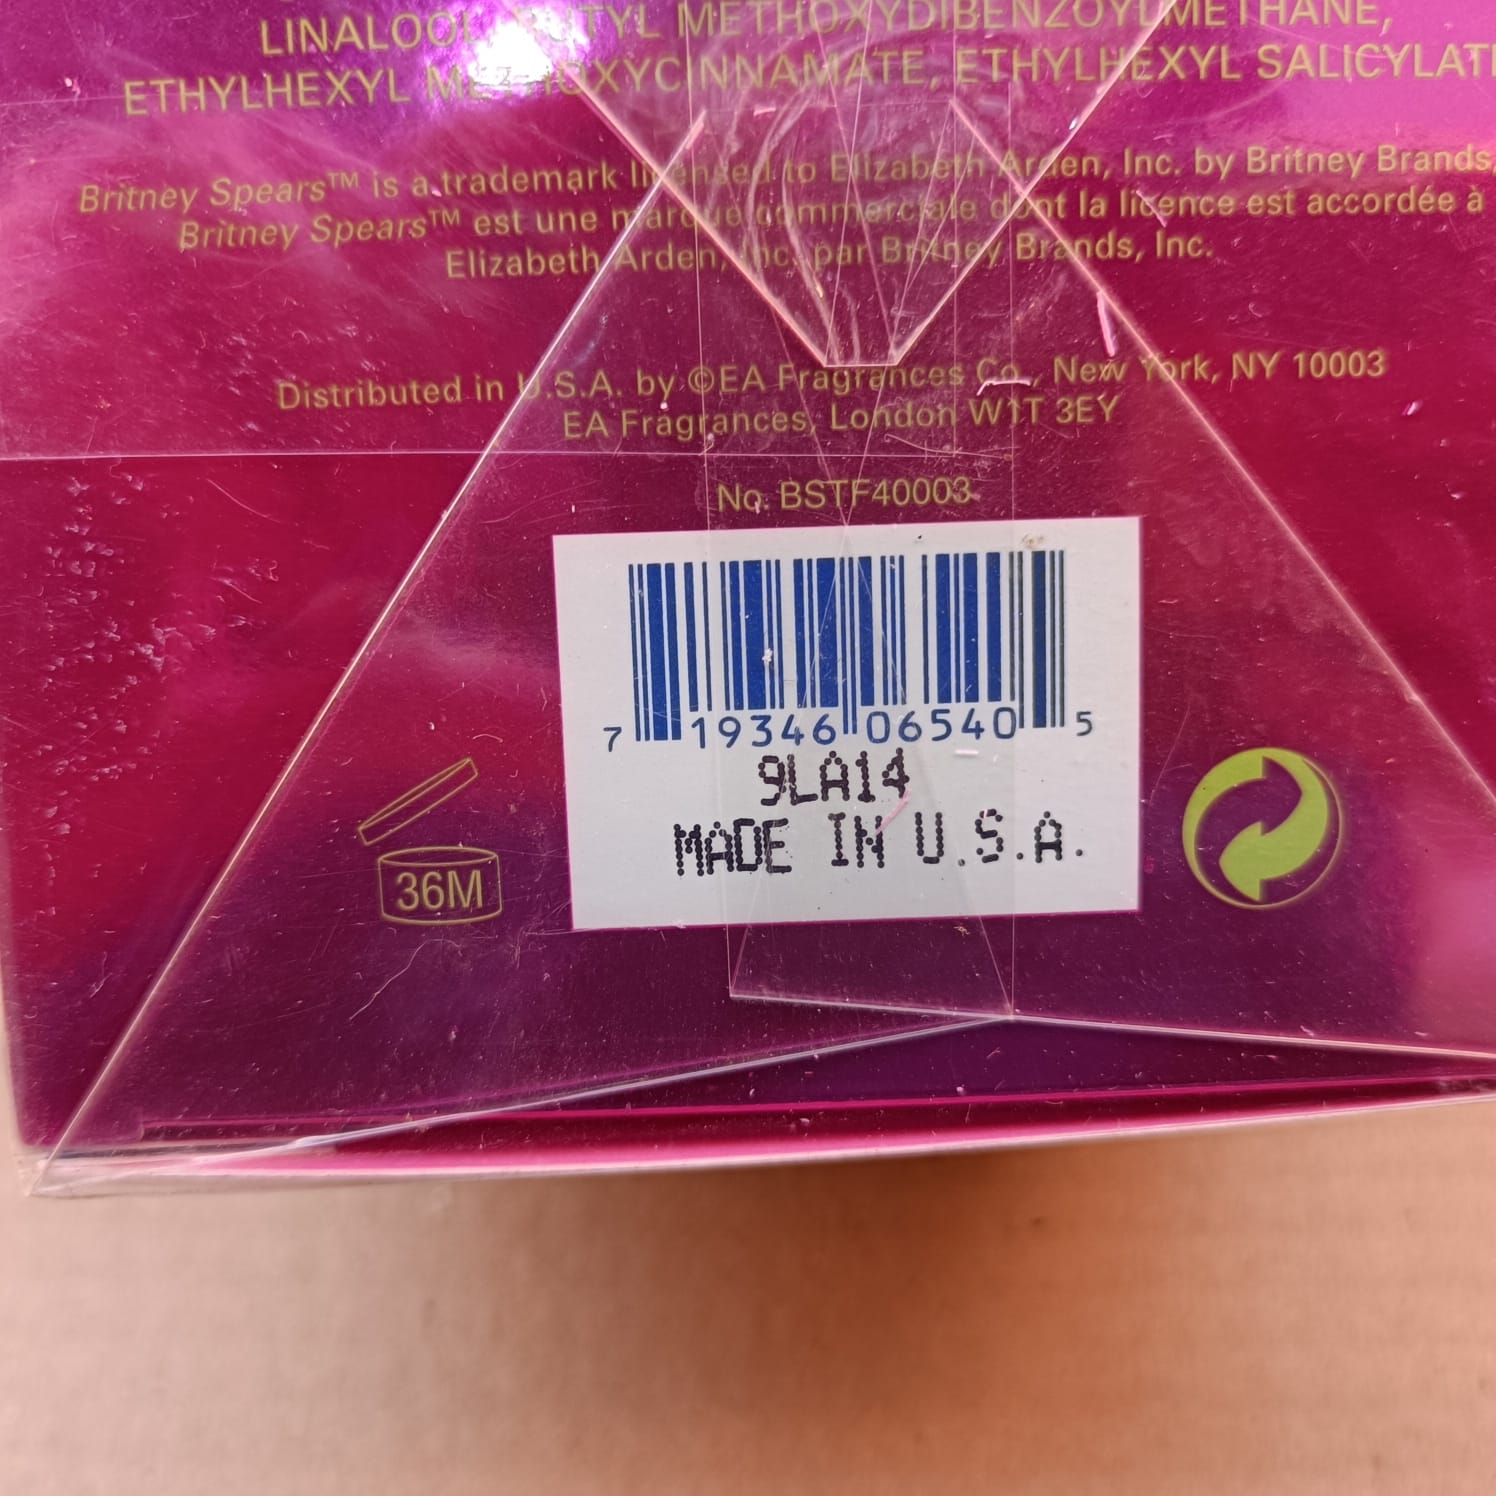 LINALOOL, BUTYL METHOXYDIBENZOYLMETHANE,
ETHYLHEXYL METHOXYCINNAMATE, ETHYLHEXYL SALICYLATE
Britney Spears™ is a trademark licensed to Elizabeth Arden, Inc. by Britney Brands,
Britney Spears™ est une marque commerciale dont la licence est accordée à
Elizabeth Arden, Inc. par Britney Brands, Inc.
Distributed in U.S.A. by ©EA Fragrances Co., New York, NY 10003
EA Fragrances, London W1T 3EY
No. BSTF40003
7 19346 06540 5
9LA14
MADE IN U.S.A.
36M